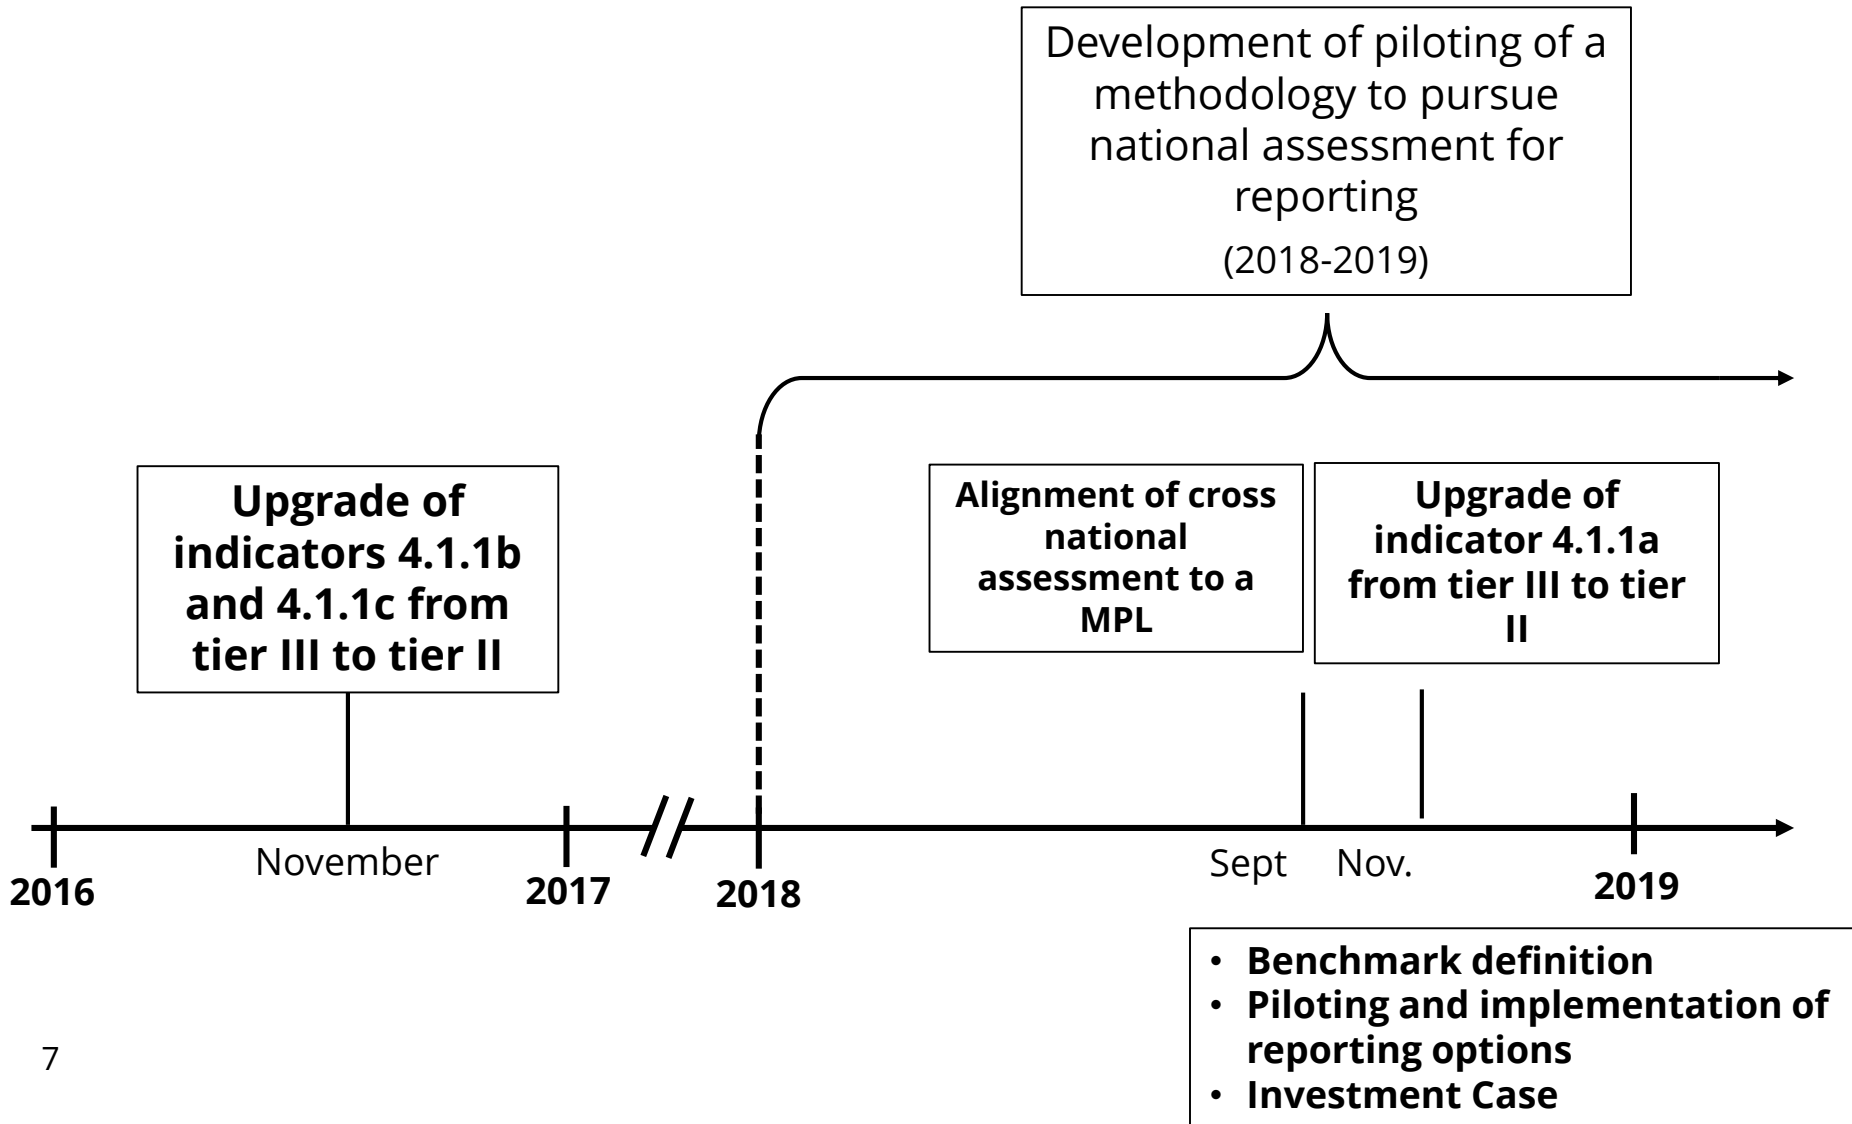 Development of piloting of a
methodology to pursue
national assessment for
reporting
(2018-2019)
Upgrade of
indicators 4.1.1b
and 4.1.1c from
tier III to tier II
Alignment of cross
national
assessment to a
MPL
Upgrade of
indicator 4.1.1a
from tier III to tier
II
November
Sept
Nov.
2016
2017
2018
2019
• Benchmark definition
• Piloting and implementation of
reporting options
• Investment Case
7